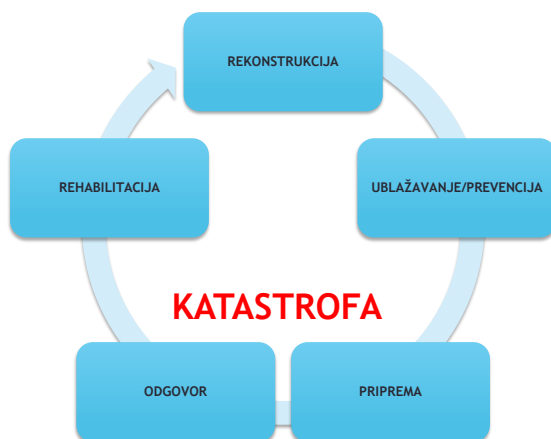 REKONSTRUKCIJA
REHABILITACIJA
UBLAŽAVANJE/PREVENCIJA
KATASTROFA
ODGOVOR
PRIPREMA